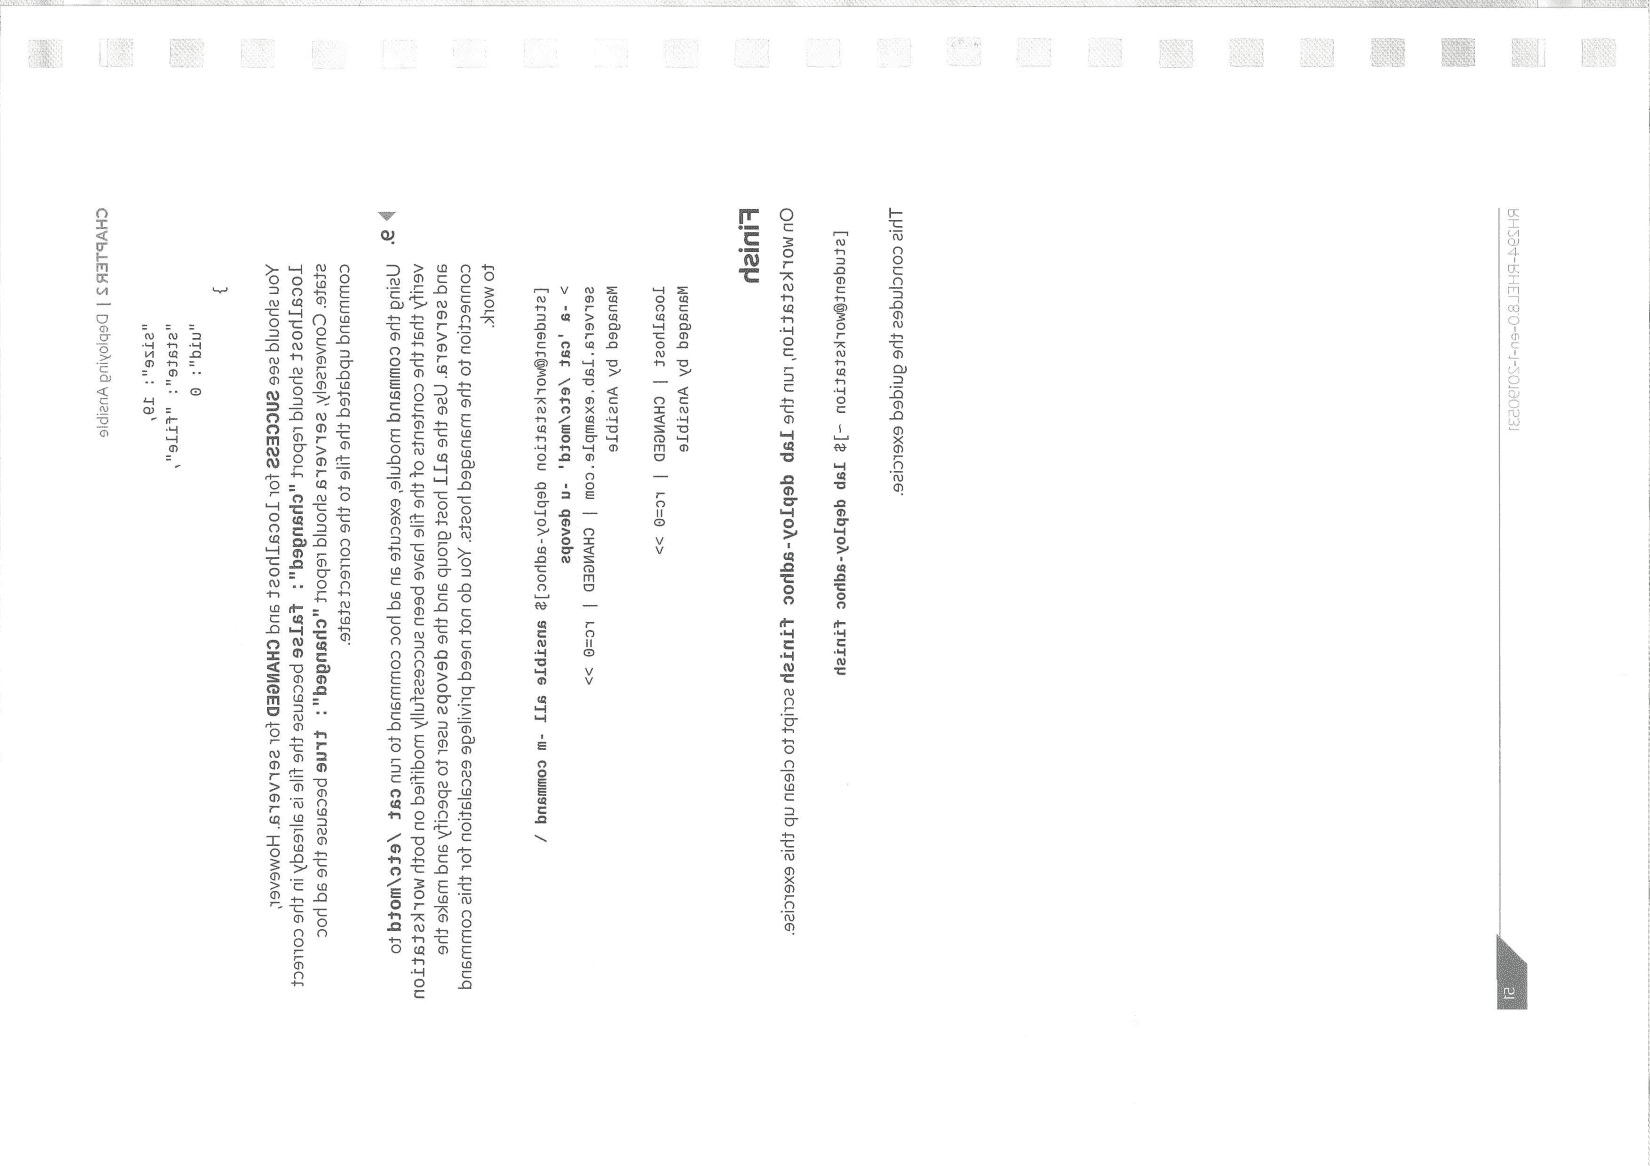 CHAPTER 2 | Deploying Ansible
"size": 19,
"state": "file",
"uid": 0
}
You should see SUCCESS for localhost and CHANGED for servera. However,
localhost should report "changed": false because the file is already in the correct
state. Conversely, servera should report "changed": true because the ad hoc
command updated the file to the correct state.
9. Using the command module, execute an ad hoc command to run cat /etc/motd to
verify that the contents of the file have been successfully modified on both workstation
and servera. Use the all host group and the devops user to specify and make the
connection to the managed hosts. You do not need privilege escalation for this command
to work.
[student@workstation deploy-adhoc]$ ansible all -m command \
> -a 'cat /etc/motd' -u devops
servera.lab.example.com | CHANGED | rc=0 >>
Managed by Ansible
localhost | CHANGED | rc=0 >>
Managed by Ansible
Finish
On workstation, run the lab deploy-adhoc finish script to clean up this exercise.
[student@workstation ~]$ lab deploy-adhoc finish
This concludes the guided exercise.
RH294-RHEL8.0-en-1-20190531
51